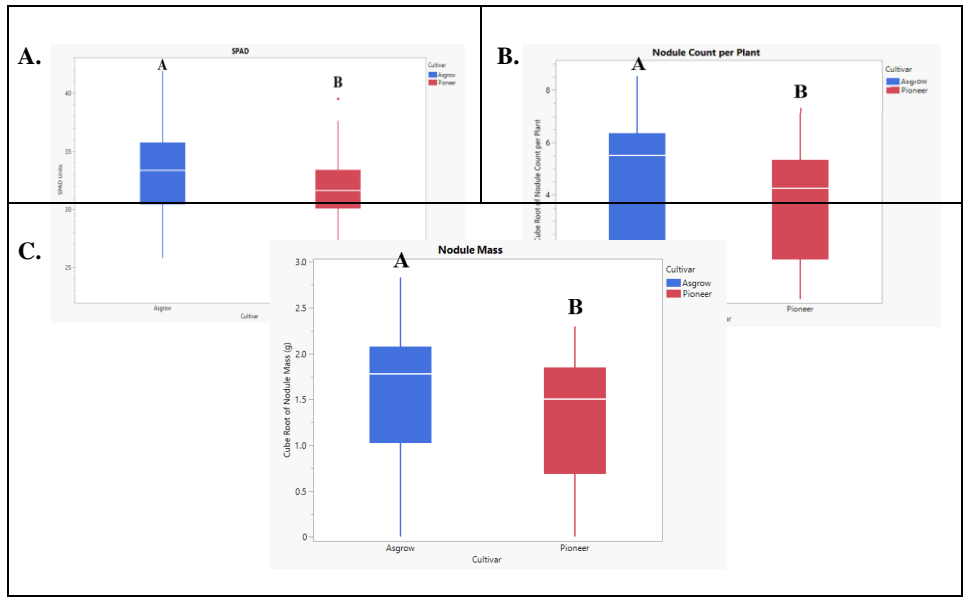 A.
SPAD
A
B
Cultivar
Asgrow
Pioneer
SPAD Units
40
35
30
25
Asgrow
Cultivar
B.
Nodule Count per Plant
A
B
Cultivar
Asgrow
Pioneer
Cube Root of Nodule Count per Plant
8
6
4
Pioneer
C.
Nodule Mass
A
B
Cultivar
Asgrow
Pioneer
Cube Root of Nodule Mass (g)
3.0
2.5
2.0
1.5
1.0
0.5
0
Asgrow
Pioneer
Cultivar